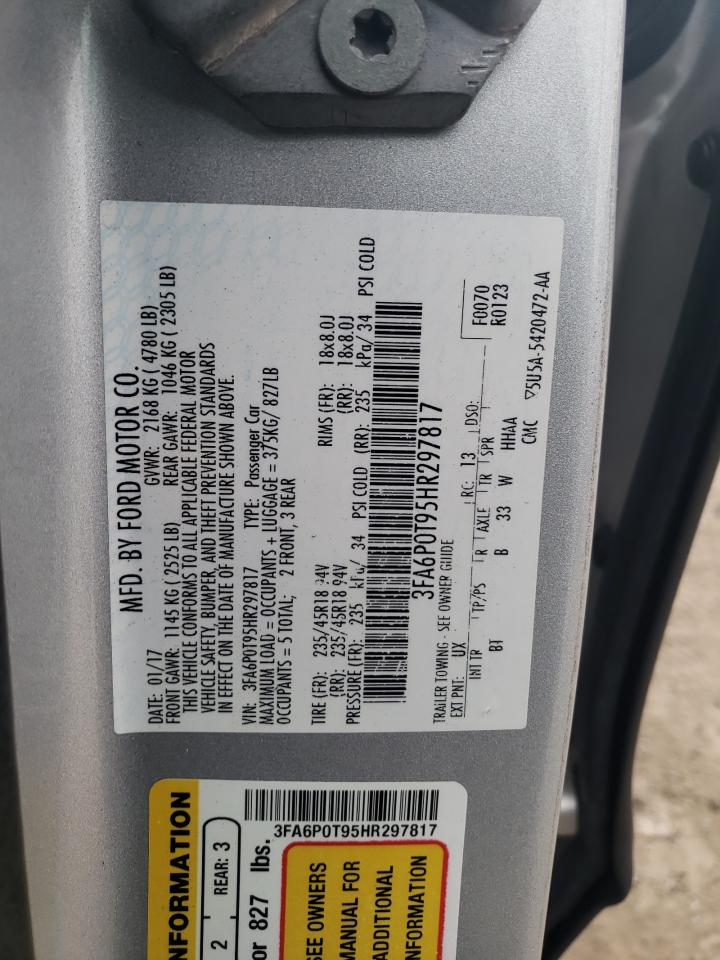 MFD. BY FORD MOTOR CO.
DATE: 01/17 GVWR: 2168 KG ( 4780 LB)
FRONT GAWR: 1145 KG ( 2525 LB) REAR GAWR: 1046 KG ( 2305 LB)
THIS VEHICLE CONFORMS TO ALL APPLICABLE FEDERAL MOTOR
VEHICLE SAFETY, BUMPER, AND THEFT PREVENTION STANDARDS
IN EFFECT ON THE DATE OF MANUFACTURE SHOWN ABOVE.
VIN: 3FA6P0T95HR297817 TYPE: Passenger Car
MAXIMUM LOAD = OCCUPANTS + LUGGAGE = 375KG/ 827LB
OCCUPANTS = 5 TOTAL; 2 FRONT, 3 REAR
TIRE (FR): 235/45R18 94V RIMS (FR): 18x8.0J
(RR): 235/45R18 94V (RR): 18x8.0J
PRESSURE (FR): 235 kPa/ 34 PSI COLD (RR): 235 kPa/ 34 PSI COLD
3FA6P0T95HR297817
TRAILER TOWING - SEE OWNER GUIDE
EXT PNT: UX RC: 13 DSO: F0070
R0123
INT TR TP/PS R AXLE TR SPR
BT B 33 W HHAAA
CMC ▽5U5A-5420472-AA
NFORMATION
2 REAR: 3
or 827 lbs.
3FA6P0T95HR297817
SEE OWNERS
MANUAL FOR
ADDITIONAL
INFORMATION